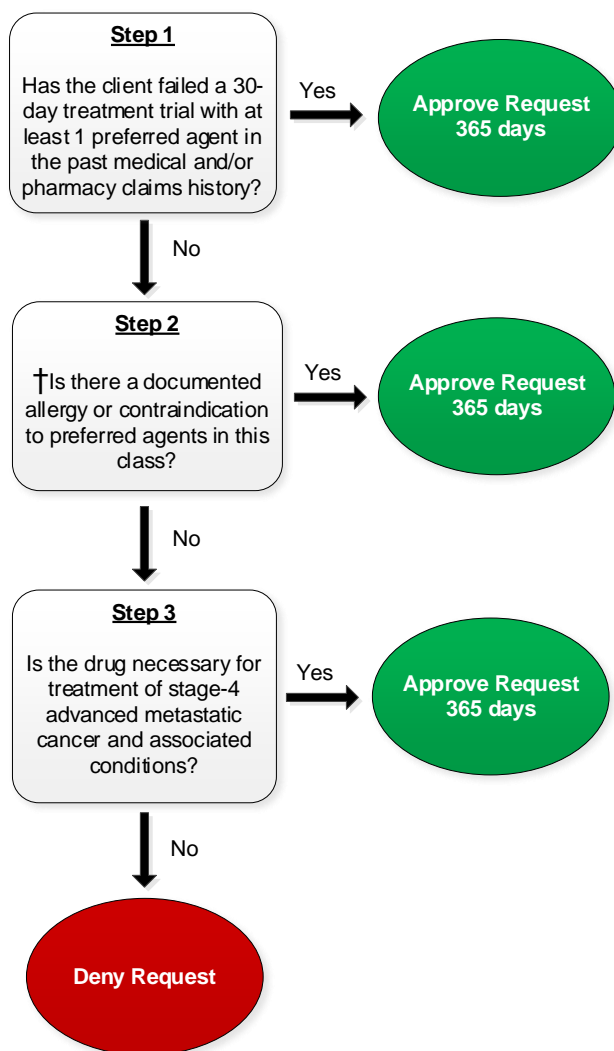 Step 1
Has the client failed a 30-
day treatment trial with at
least 1 preferred agent in
the past medical and/or
pharmacy claims history?
Yes
Approve Request
365 days
No
Step 2
†Is there a documented
allergy or contraindication
to preferred agents in this
class?
Yes
Approve Request
365 days
No
Step 3
Is the drug necessary for
treatment of stage-4
advanced metastatic
cancer and associated
conditions?
Yes
Approve Request
365 days
No
Deny Request